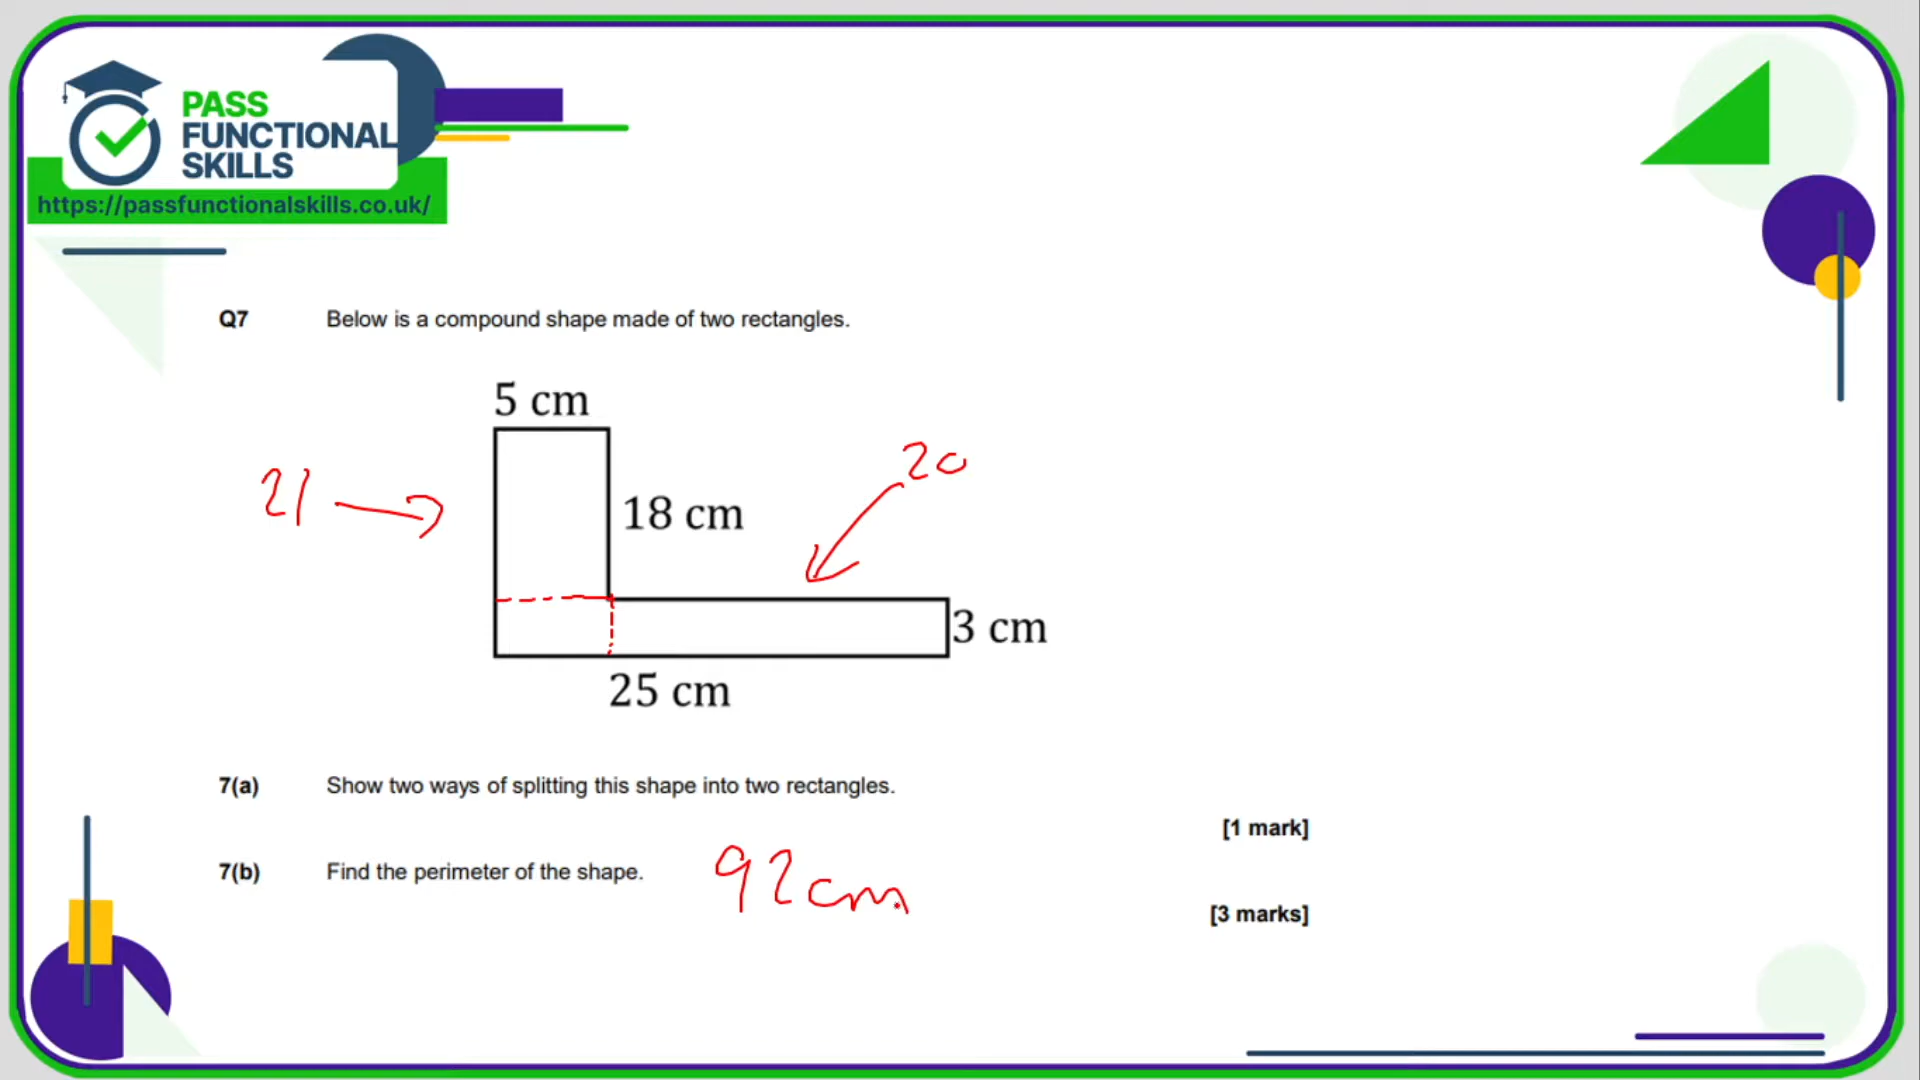 PASS
FUNCTIONAL
SKILLS
https://passfunctionalskills.co.uk/
Q7 Below is a compound shape made of two rectangles.
5 cm
20
21
18 cm
3 cm
25 cm
7(a) Show two ways of splitting this shape into two rectangles.
[1 mark]
7(b) Find the perimeter of the shape. 92cm
[3 marks]